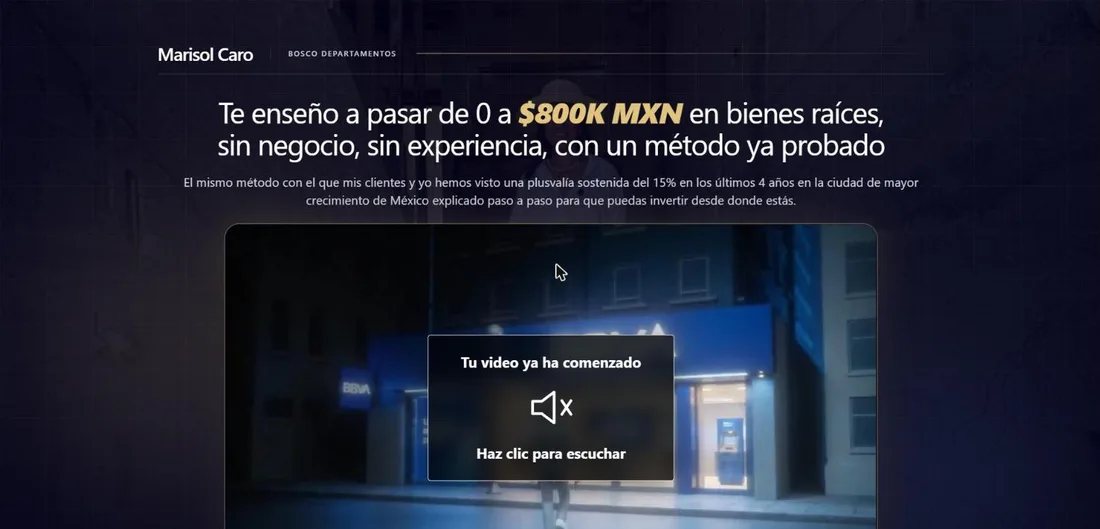 Marisol Caro
BOSCO DEPARTAMENTOS
Te enseño a pasar de 0 a $800K MXN en bienes raíces,
sin negocio, sin experiencia, con un método ya probado
El mismo método con el que mis clientes y yo hemos visto una plusvalía sostenida del 15% en los últimos 4 años en la ciudad de mayor
crecimiento de México explicado paso a paso para que puedas invertir desde donde estás.
Tu video ya ha comenzado
BBVA
Haz clic para escuchar